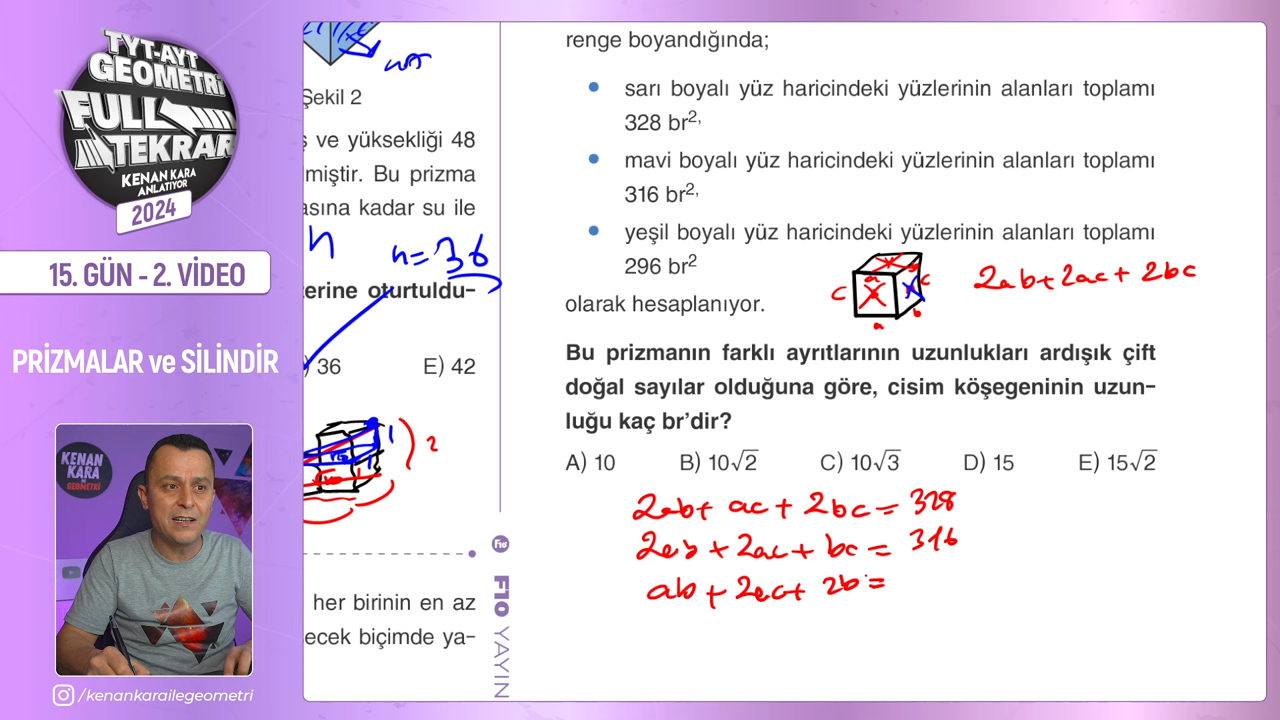 TYT-AYT
GEOMETRİ
FULL
TEKRAR
KENAN KARA
ANLATIYOR
2024
15. GÜN - 2. VİDEO
PRİZMALAR ve SİLİNDİR
KENAN
KARA
GEOMETRİ
/kenankarailegeometri
Şekil 2
ş ve yüksekliği 48
miştir. Bu prizma
asına kadar su ile
h
h=36
erine oturtuldu-
36 E) 42
1
2
her birinin en az
ecek biçimde ya-
F10
F10 YAYIN
renge boyandığında;
• sarı boyalı yüz haricindeki yüzlerinin alanları toplamı
328 br²,
• mavi boyalı yüz haricindeki yüzlerinin alanları toplamı
316 br²,
• yeşil boyalı yüz haricindeki yüzlerinin alanları toplamı
296 br²
olarak hesaplanıyor.
c a c
a b
2ab+2ac+2bc
Bu prizmanın farklı ayrıtlarının uzunlukları ardışık çift
doğal sayılar olduğuna göre, cisim köşegeninin uzun-
luğu kaç br’dir?
A) 10 B) 10√2 C) 10√3 D) 15 E) 15√2
2ab+ ac+2bc=328
2ab+2ac+bc=316
ab+2ac+ 2b=